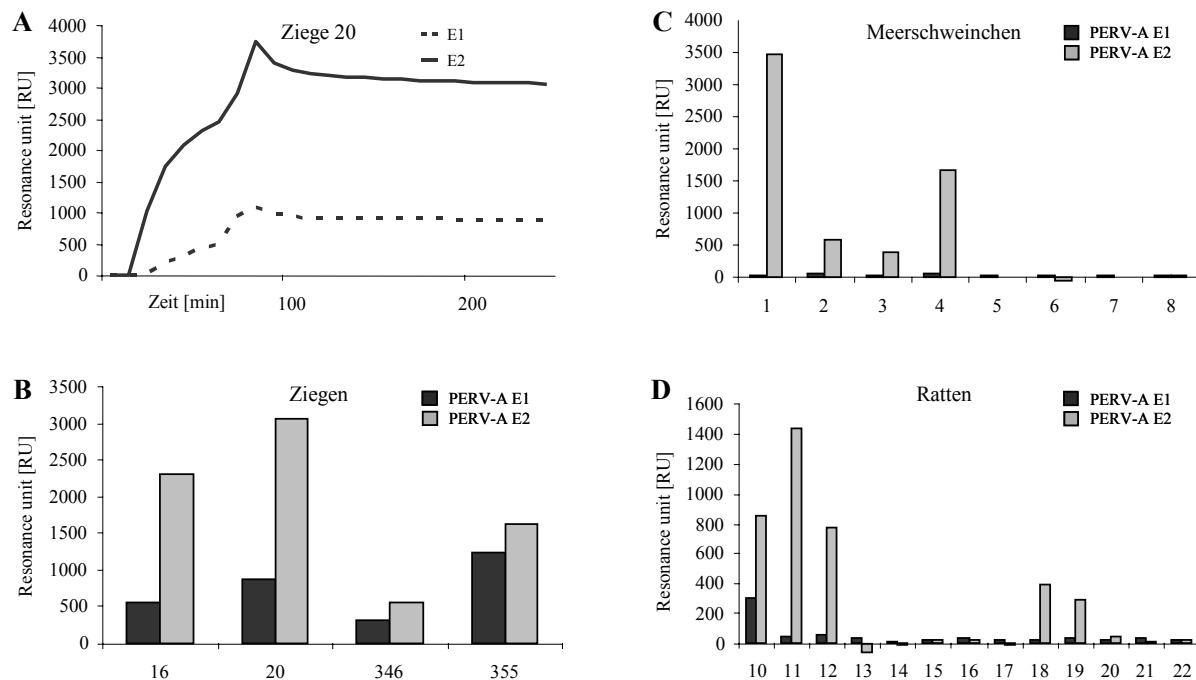 A
Ziege 20
E1
E2
Resonance unit [RU]
4000
3500
3000
2500
2000
1500
1000
500
0
Zeit [min]
100
200
C
Meerschweinchen
PERV-A E1
PERV-A E2
Resonance unit [RU]
4000
3500
3000
2500
2000
1500
1000
500
0
1 2 3 4 5 6 7 8
B
Ziegen
PERV-A E1
PERV-A E2
Resonance unit [RU]
3500
3000
2500
2000
1500
1000
500
0
16 20 346 355
D
Ratten
PERV-A E1
PERV-A E2
Resonance unit [RU]
1600
1400
1200
1000
800
600
400
200
0
10 11 12 13 14 15 16 17 18 19 20 21 22